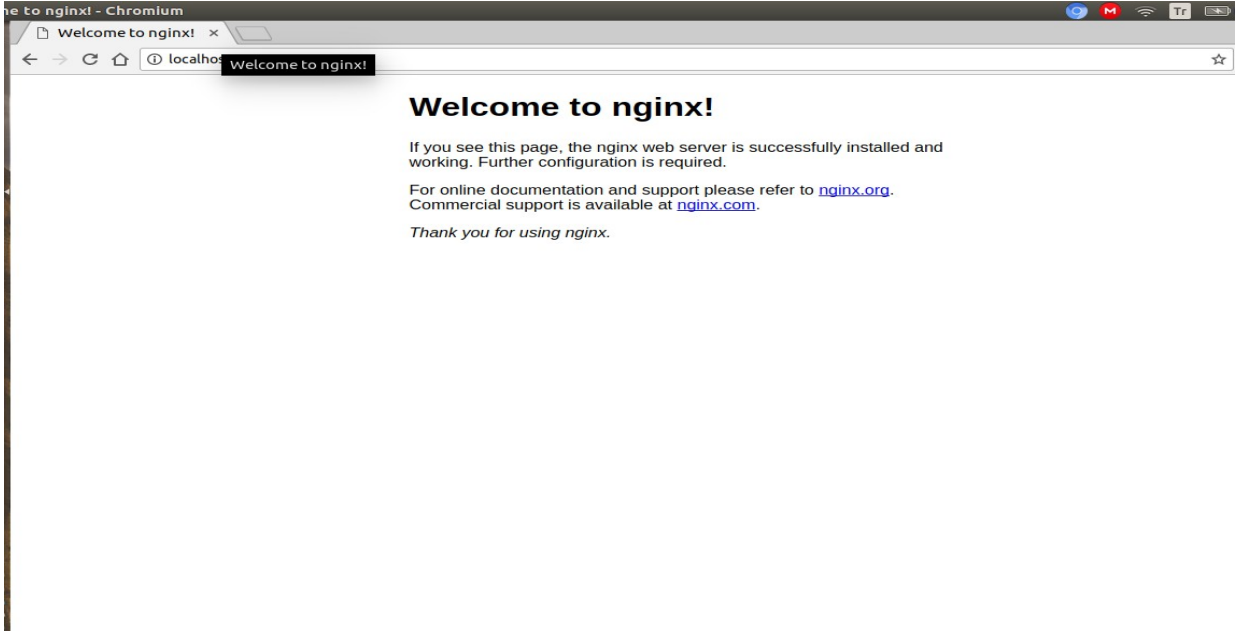 e to nginx! - Chromium
M
Tr
Welcome to nginx!
Welcome to nginx!
Welcome to nginx!
If you see this page, the nginx web server is successfully installed and
working. Further configuration is required.
For online documentation and support please refer to nginx.org.
Commercial support is available at nginx.com.
Thank you for using nginx.